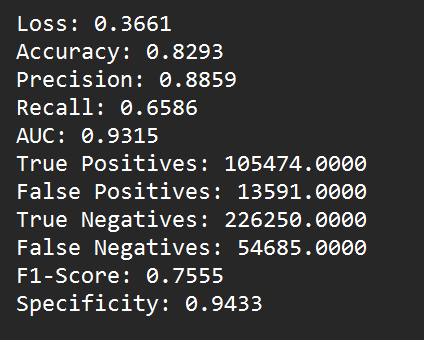 Loss: 0.3661
Accuracy: 0.8293
Precision: 0.8859
Recall: 0.6586
AUC: 0.9315
True Positives: 105474.0000
False Positives: 13591.0000
True Negatives: 226250.0000
False Negatives: 54685.0000
F1-Score: 0.7555
Specificity: 0.9433